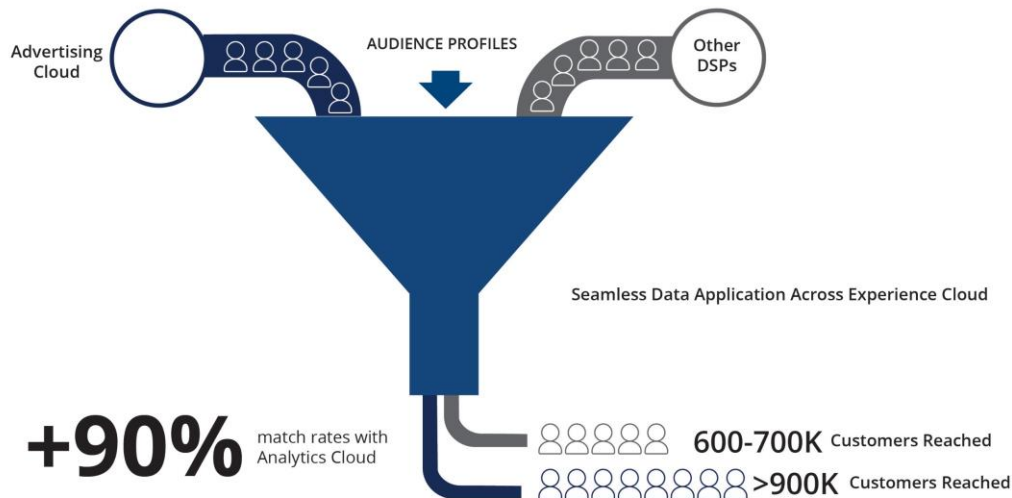 Advertising
Cloud
AUDIENCE PROFILES
Other
DSPs
Seamless Data Application Across Experience Cloud
+90%
match rates with
Analytics Cloud
600-700K Customers Reached
>900K Customers Reached